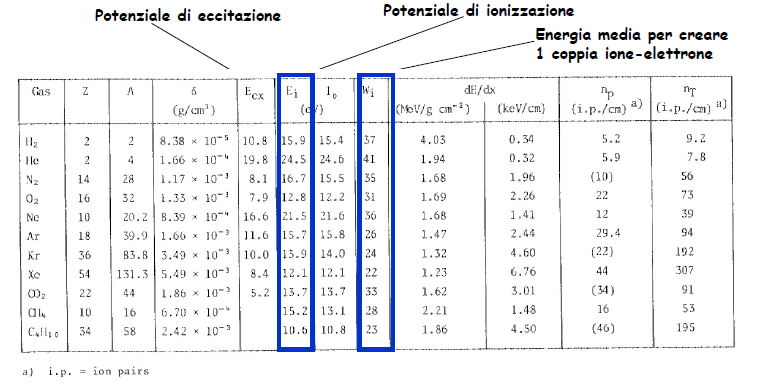 Potenziale di eccitazione
Potenziale di ionizzazione
Energia media per creare
1 coppia ione-elettrone
Gas Z A δ Eex Ei I₀ Wi dE/dx np nT
(g/cm³) (eV) (MeV/g cm⁻²) (keV/cm) (i.p./cm) a) (i.p./cm) a)
H₂ 2 2 8.38 × 10⁻⁵ 10.8 15.9 15.4 37 4.03 0.34 5.2 9.2
He 2 4 1.66 × 10⁻⁴ 19.8 24.5 24.6 41 1.94 0.32 5.9 7.8
N₂ 14 28 1.17 × 10⁻³ 8.1 16.7 15.5 35 1.68 1.96 (10) 56
O₂ 16 32 1.33 × 10⁻³ 7.9 12.8 12.2 31 1.69 2.26 22 73
Ne 10 20.2 8.39 × 10⁻⁴ 16.6 21.5 21.6 36 1.68 1.41 12 39
Ar 18 39.9 1.66 × 10⁻³ 11.6 15.7 15.8 26 1.47 2.44 29.4 94
Kr 36 83.8 3.49 × 10⁻³ 10.0 13.9 14.0 24 1.32 4.60 (22) 192
Xe 54 131.3 5.49 × 10⁻³ 8.4 12.1 12.1 22 1.23 6.76 44 307
CO₂ 22 44 1.86 × 10⁻³ 5.2 13.7 13.7 33 1.62 3.01 (34) 91
CH₄ 10 16 6.70 × 10⁻⁴ 15.2 13.1 28 2.21 1.48 16 53
C₄H₁₀ 34 58 2.42 × 10⁻³ 10.6 10.8 23 1.86 4.50 (46) 195
a) i.p. = ion pairs